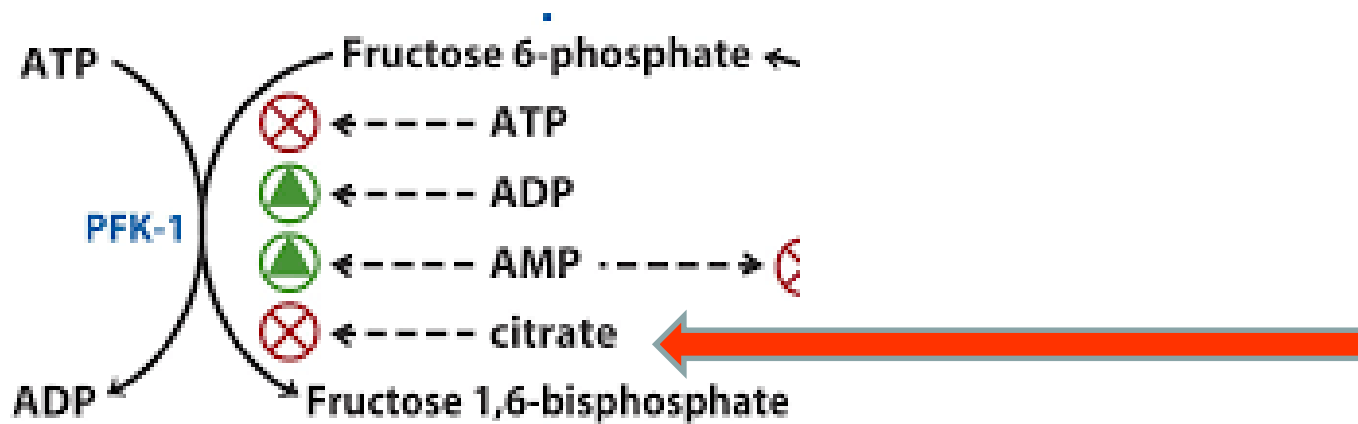 ATP
Fructose 6-phosphate
ATP
ADP
PFK-1
AMP
citrate
ADP
Fructose 1,6-bisphosphate